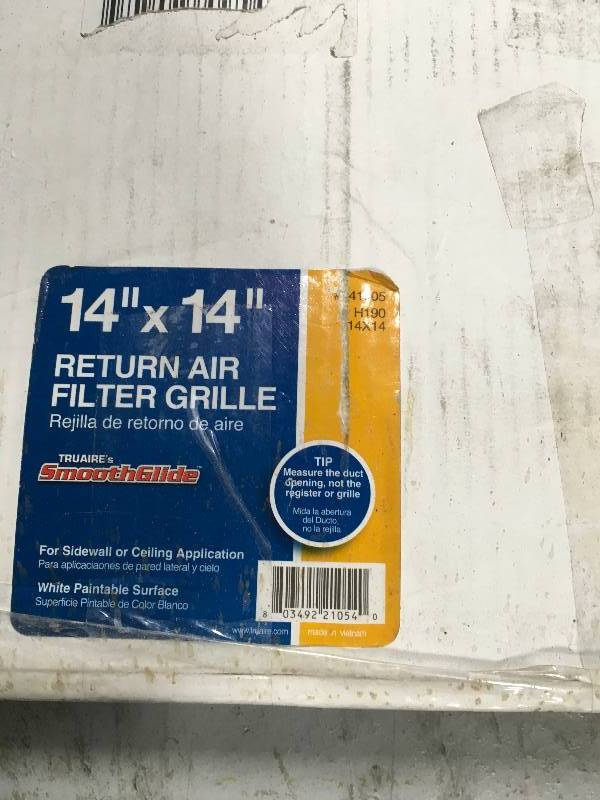 14" x 14"
RETURN AIR
FILTER GRILLE
Rejilla de retorno de aire
TRUAIRE's
SmoothGlide™
For Sidewall or Ceiling Application
Para aplicaciaones de pared lateral y cielo
White Paintable Surface
Superficie Pintable de Color Blanco
www.truaire.com
H190
14X14
TIP
Measure the duct
opening, not the
register or grille
Mida la abertura
del Ducto,
no la rejilla
8 03492 21054 0
made in vietnam